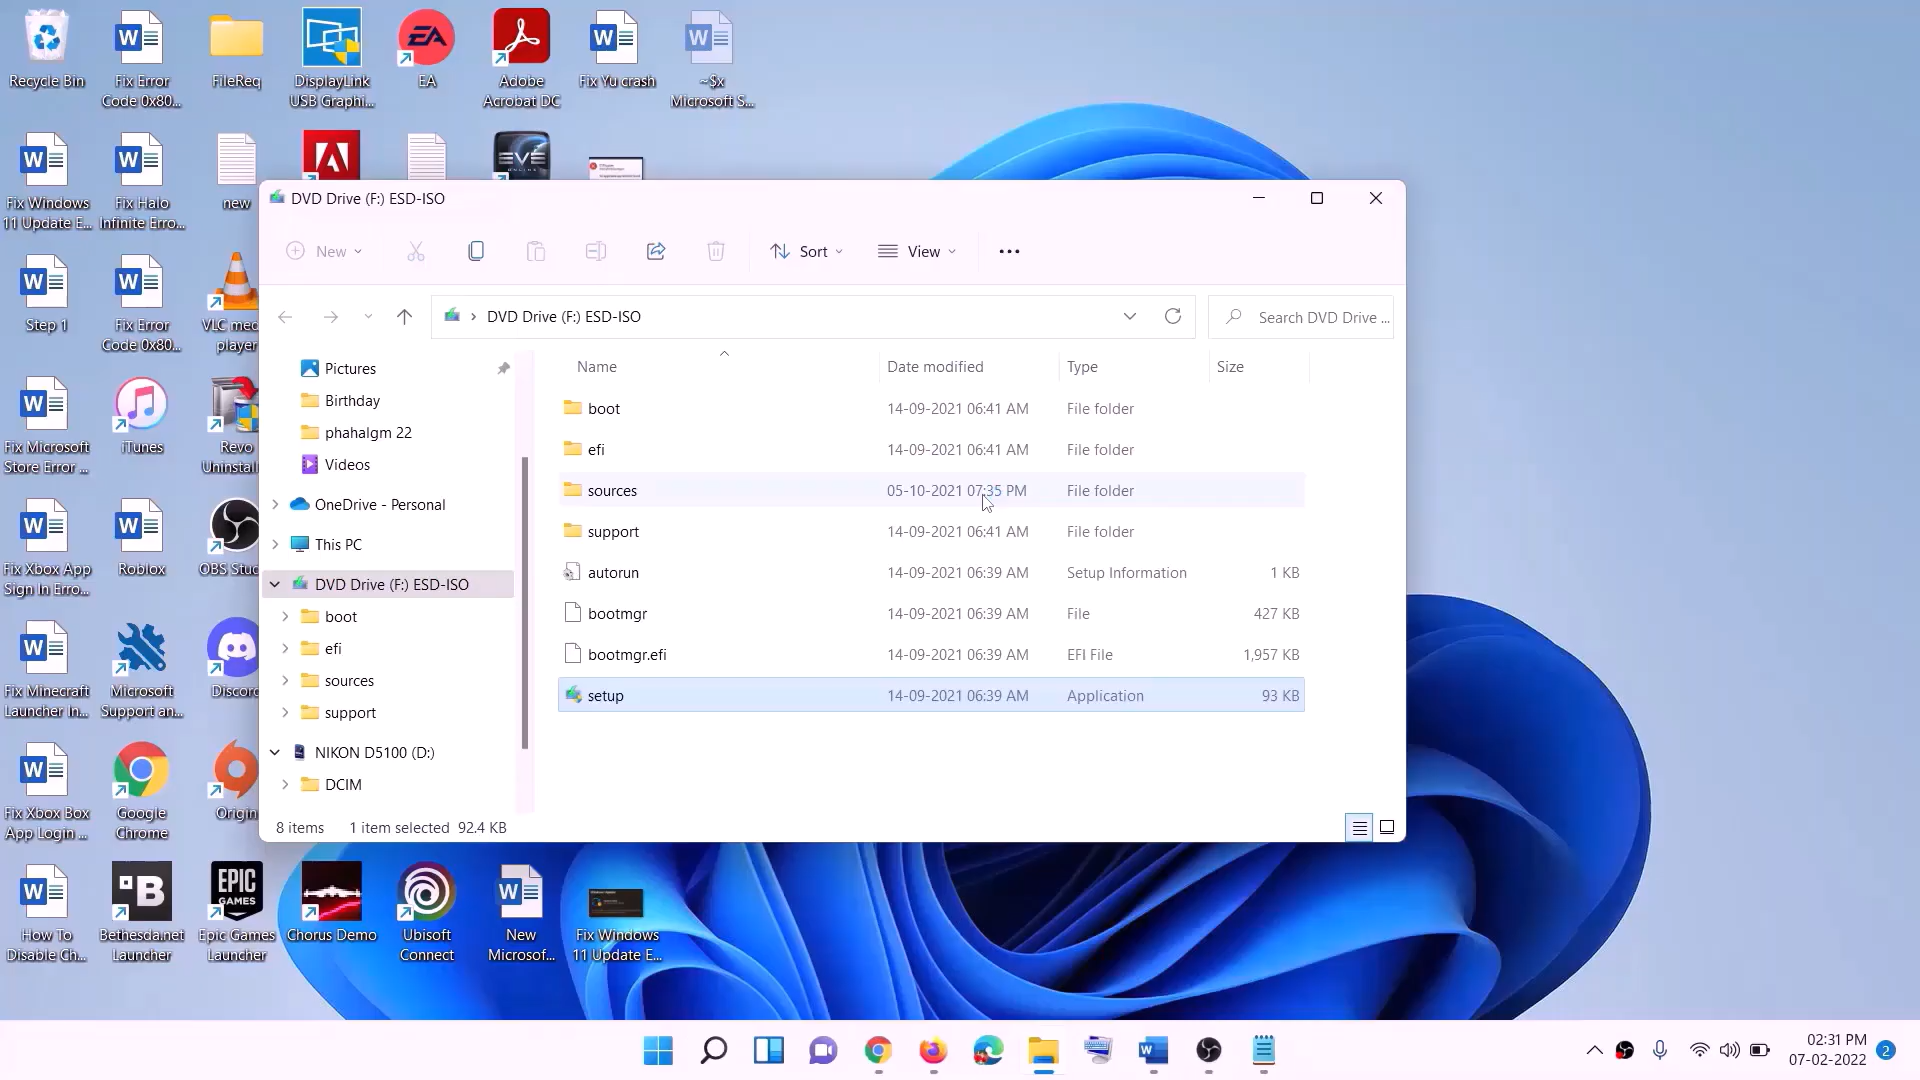 Recycle Bin
Fix Error
Code 0x80...
FileReq
DisplayLink
USB Graphi...
EA
Adobe
Acrobat DC
Fix Yu crash
~$x
Microsoft S...
Fix Windows
11 Update E...
Fix Halo
Infinite Erro...
new
EVE
ONLINE
Step 1
Fix Error
Code 0x80...
VLC med
player
Fix Microsoft
Store Error ...
iTunes
Revo
Uninstall
Fix Xbox App
Sign In Erro...
Roblox
OBS Stud
Fix Minecraft
Launcher In...
Microsoft
Support an...
Discord
Fix Xbox Box
App Login ...
Google
Chrome
Origin
How To
Disable Ch...
Bethesda.net
Launcher
EPIC
GAMES
Epic Games
Launcher
Chorus Demo
Ubisoft
Connect
New
Microsof...
Fix Windows
11 Update E...
DVD Drive (F:) ESD-ISO
New
Sort
View
DVD Drive (F:) ESD-ISO
Search DVD Drive ...
Pictures
Birthday
phahalgm 22
Videos
OneDrive - Personal
This PC
DVD Drive (F:) ESD-ISO
boot
efi
sources
support
NIKON D5100 (D:)
DCIM
Name Date modified Type Size
boot 14-09-2021 06:41 AM File folder
efi 14-09-2021 06:41 AM File folder
sources 05-10-2021 07:35 PM File folder
support 14-09-2021 06:41 AM File folder
autorun 14-09-2021 06:39 AM Setup Information 1 KB
bootmgr 14-09-2021 06:39 AM File 427 KB
bootmgr.efi 14-09-2021 06:39 AM EFI File 1,957 KB
setup 14-09-2021 06:39 AM Application 93 KB
8 items 1 item selected 92.4 KB
02:31 PM
07-02-2022
2